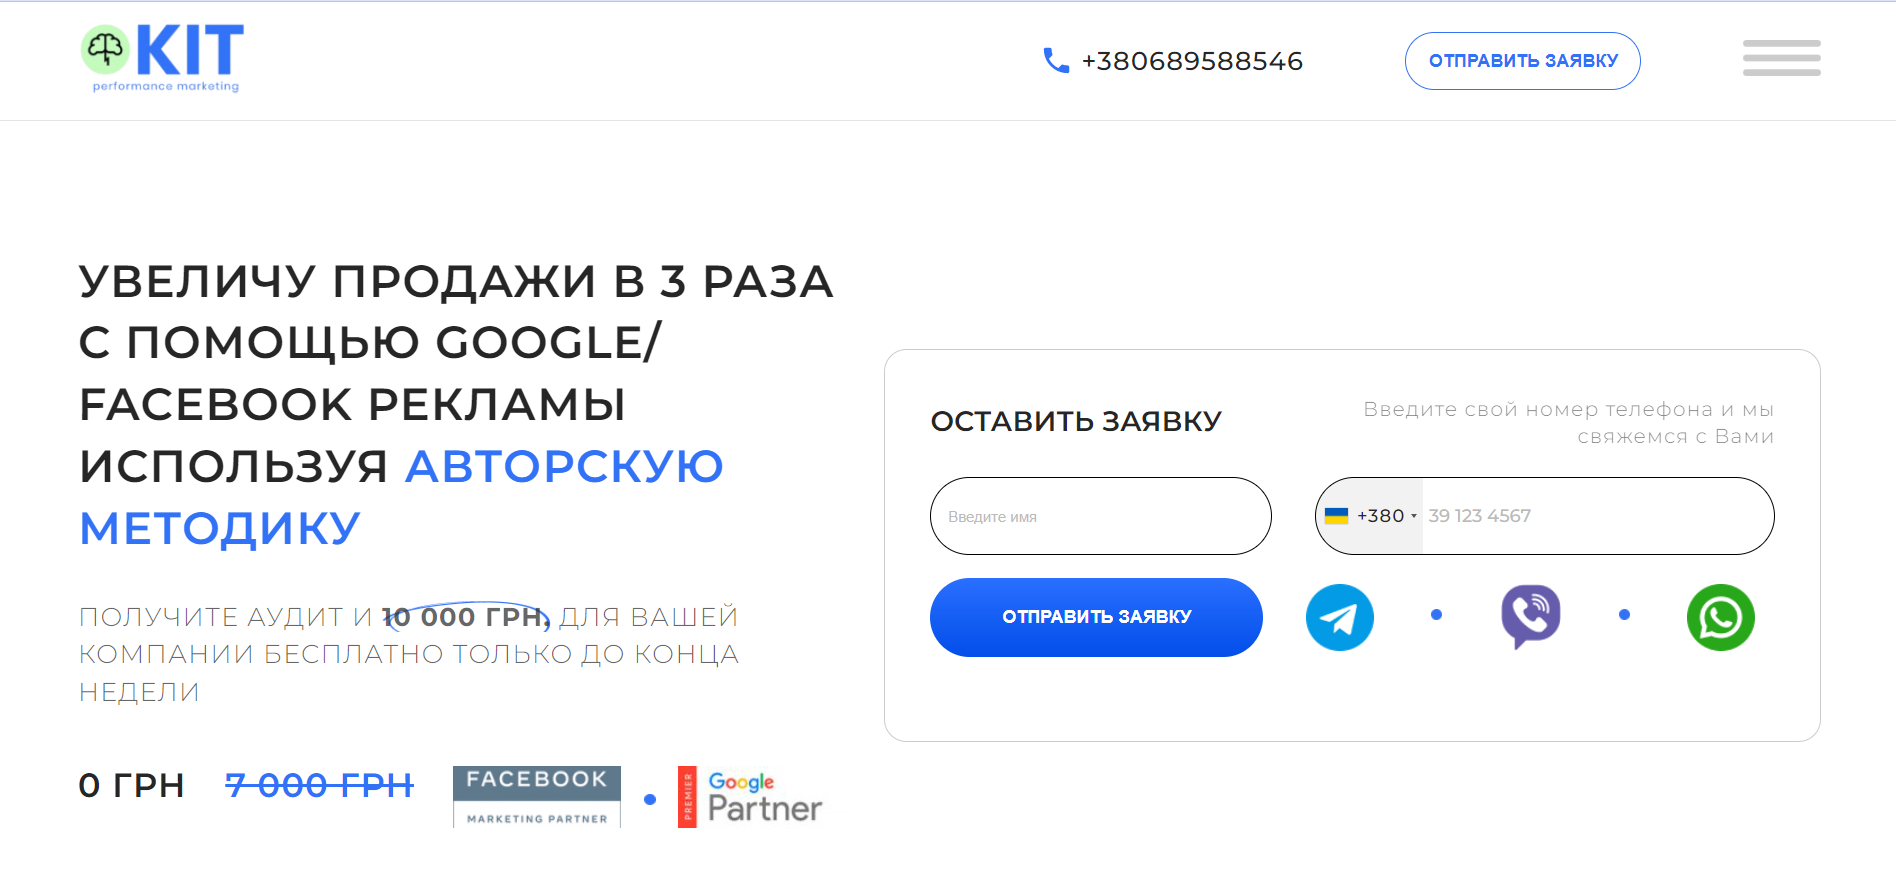 KIT
performance marketing
+380689588546
ОТПРАВИТЬ ЗАЯВКУ
УВЕЛИЧУ ПРОДАЖИ В 3 РАЗА
С ПОМОЩЬЮ GOOGLE/
FACEBOOK РЕКЛАМЫ
ИСПОЛЬЗУЯ АВТОРСКУЮ
МЕТОДИКУ
ПОЛУЧИТЕ АУДИТ И 10 000 ГРН, ДЛЯ ВАШЕЙ
КОМПАНИИ БЕСПЛАТНО ТОЛЬКО ДО КОНЦА
НЕДЕЛИ
0 ГРН 7 000 ГРН
FACEBOOK
MARKETING PARTNER
PREMIER
Google
Partner
ОСТАВИТЬ ЗАЯВКУ
Введите свой номер телефона и мы
свяжемся с Вами
Введите имя
+380 39 123 4567
ОТПРАВИТЬ ЗАЯВКУ